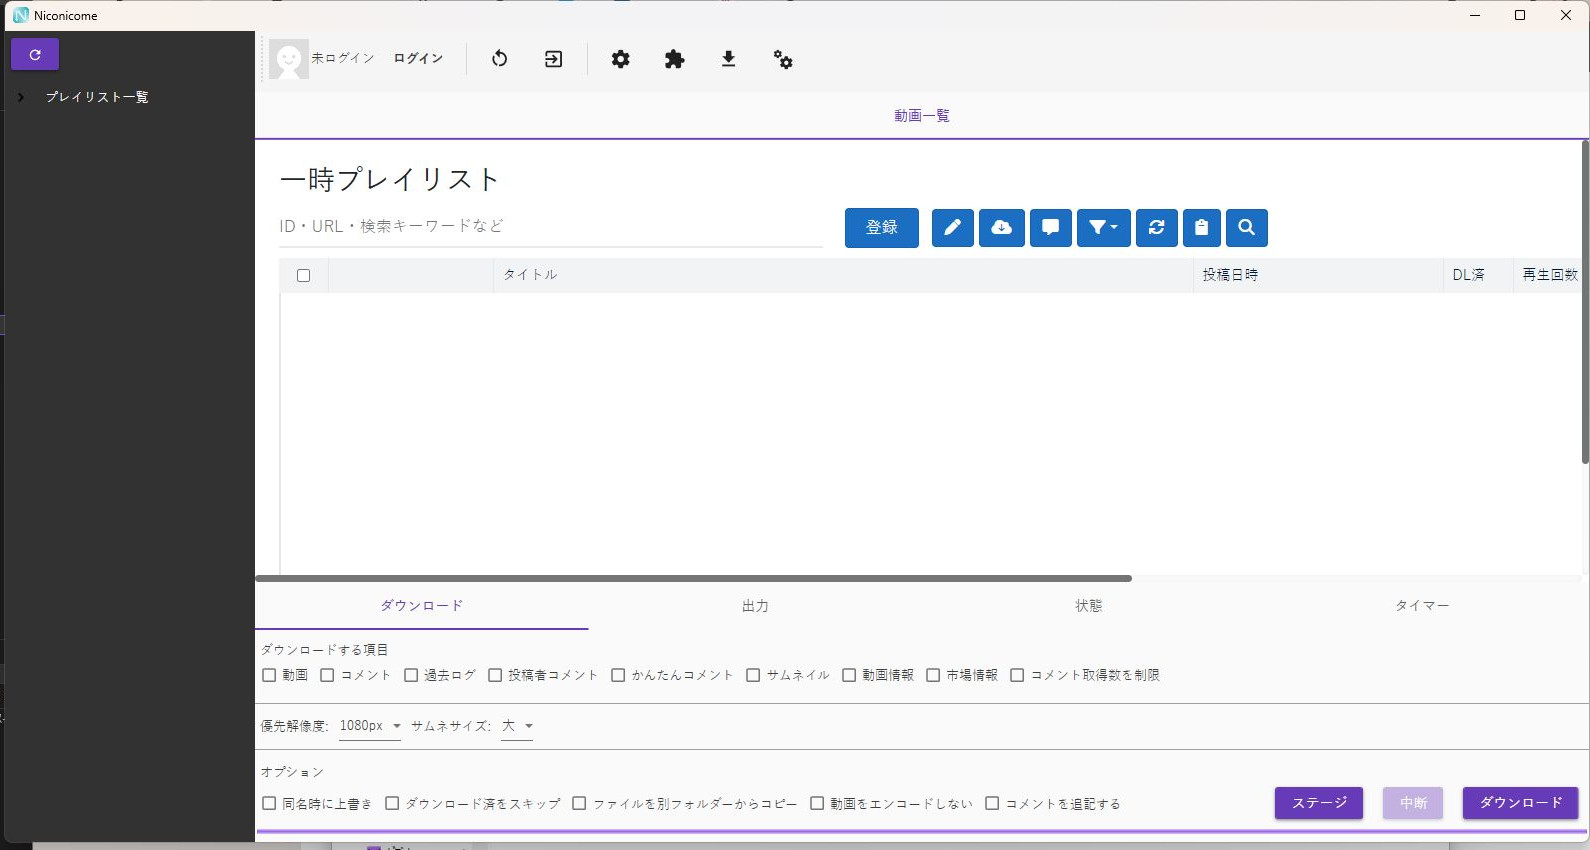 Niconicome
未ログイン ログイン
プレイリスト一覧
動画一覧
一時プレイリスト
ID・URL・検索キーワードなど 登録
タイトル 投稿日時 DL済 再生回数
ダウンロード 出力 状態 タイマー
ダウンロードする項目
動画 コメント 過去ログ 投稿者コメント かんたんコメント サムネイル 動画情報 市場情報 コメント取得数を制限
優先解像度: 1080px サムネサイズ: 大
オプション
同名時に上書き ダウンロード済をスキップ ファイルを別フォルダーからコピー 動画をエンコードしない コメントを追記する ステージ 中断 ダウンロード